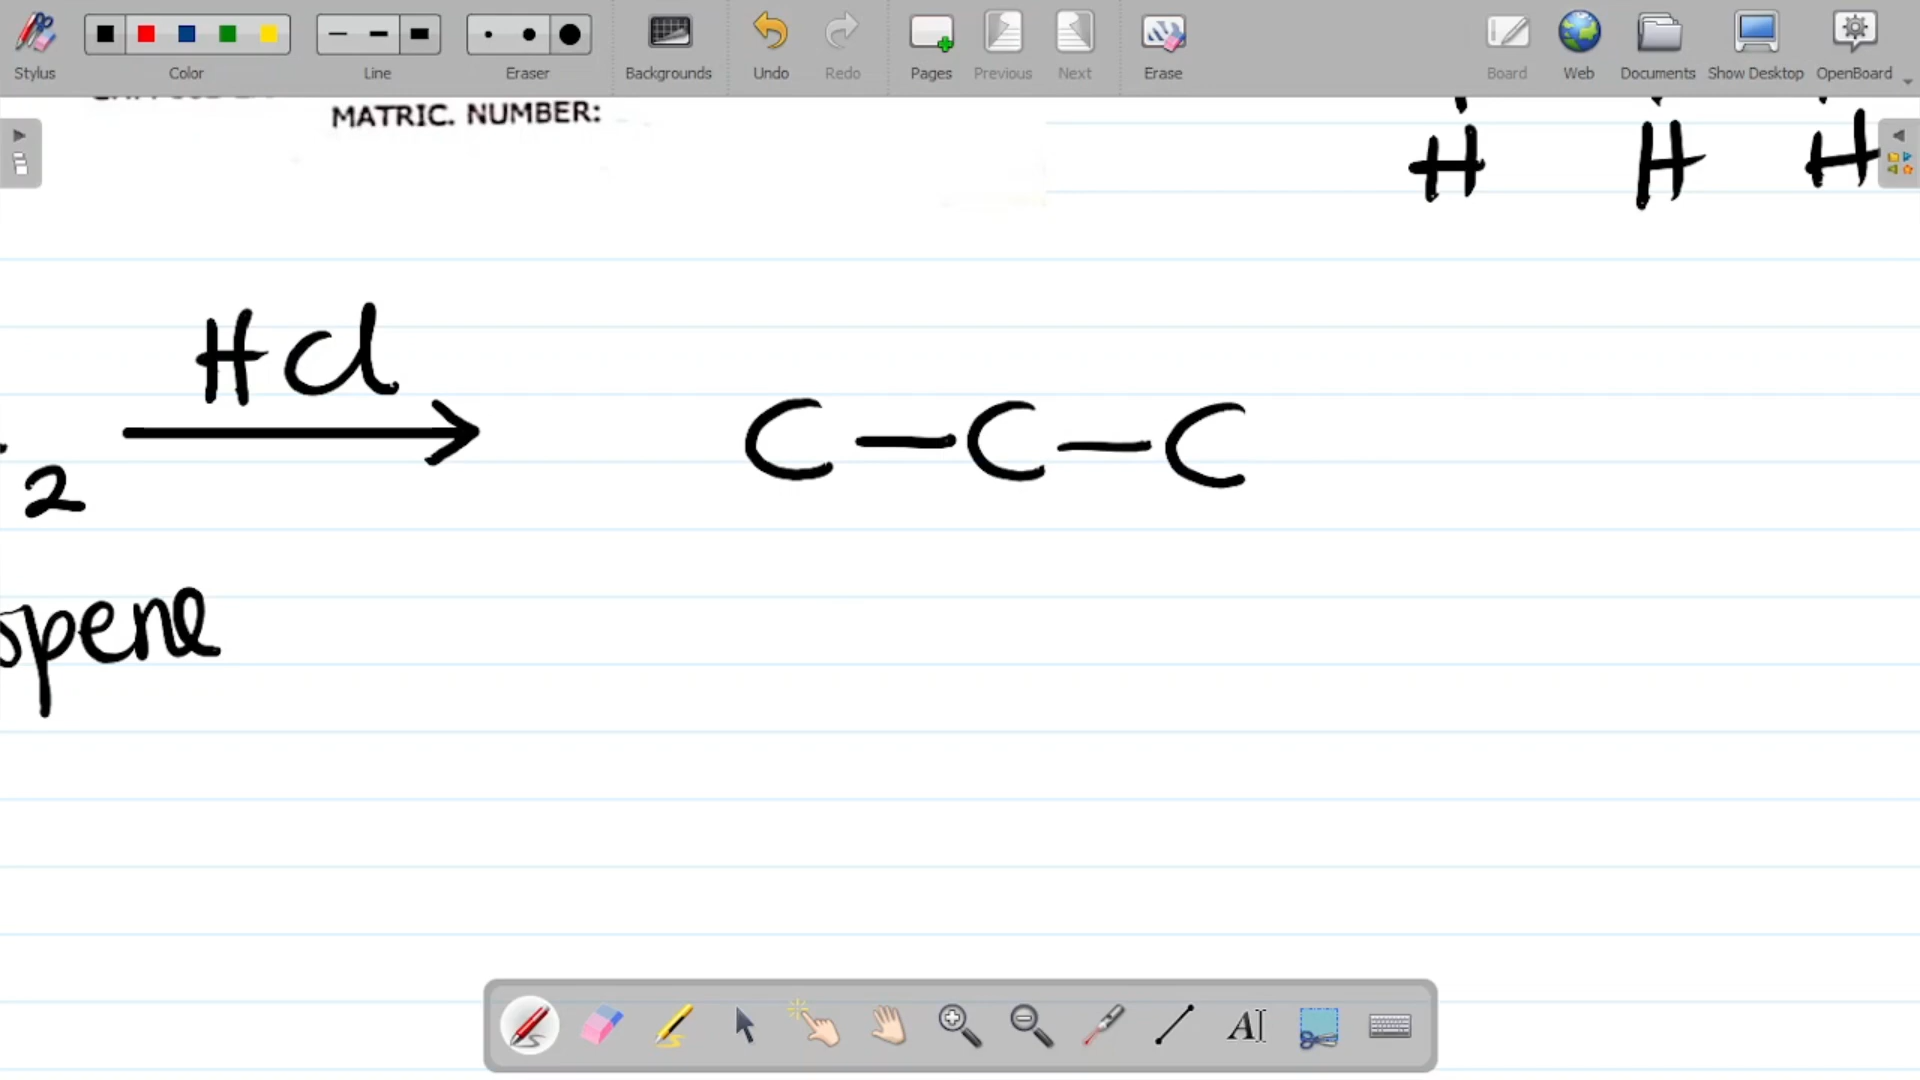 Stylus Color Line Eraser Backgrounds Undo Redo Pages Previous Next Erase Board Web Documents Show Desktop OpenBoard
MATRIC. NUMBER:
H H H
HCl
2
C-C-C
AI